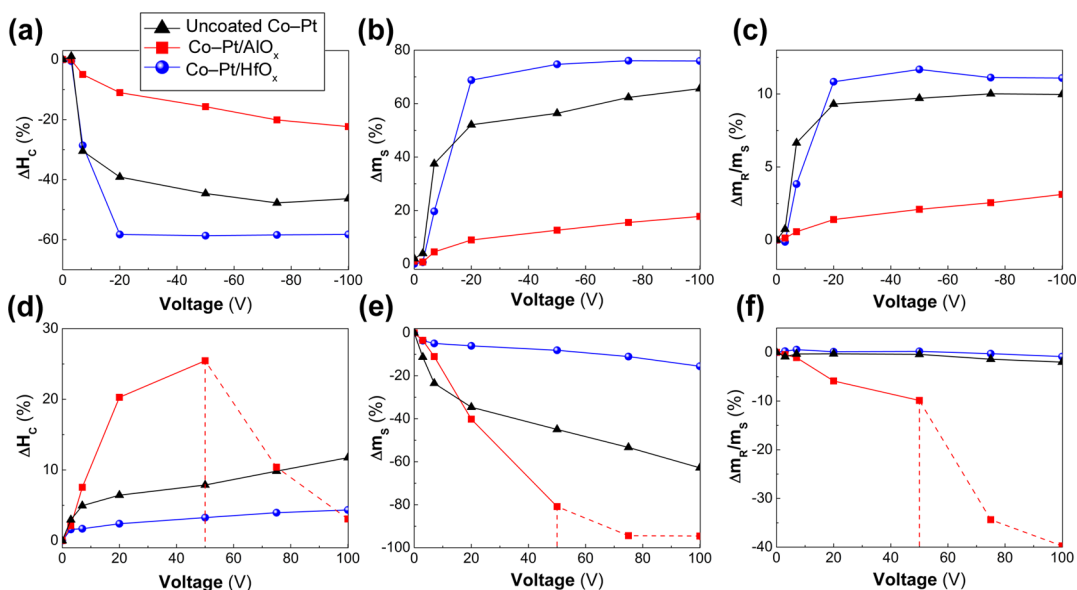 (a)
Uncoated Co–Pt
Co–Pt/AlOx
Co–Pt/HfOx
0
-20
-40
-60
ΔHC (%)
0 -20 -40 -60 -80 -100
Voltage (V)
(b)
80
60
40
20
0
ΔmS (%)
0 -20 -40 -60 -80 -100
Voltage (V)
(c)
10
5
0
ΔmR/mS (%)
0 -20 -40 -60 -80 -100
Voltage (V)
(d)
30
20
10
0
ΔHC (%)
0 20 40 60 80 100
Voltage (V)
(e)
0
-20
-40
-60
-80
-100
ΔmS (%)
0 20 40 60 80 100
Voltage (V)
(f)
0
-10
-20
-30
-40
ΔmR/mS (%)
0 20 40 60 80 100
Voltage (V)